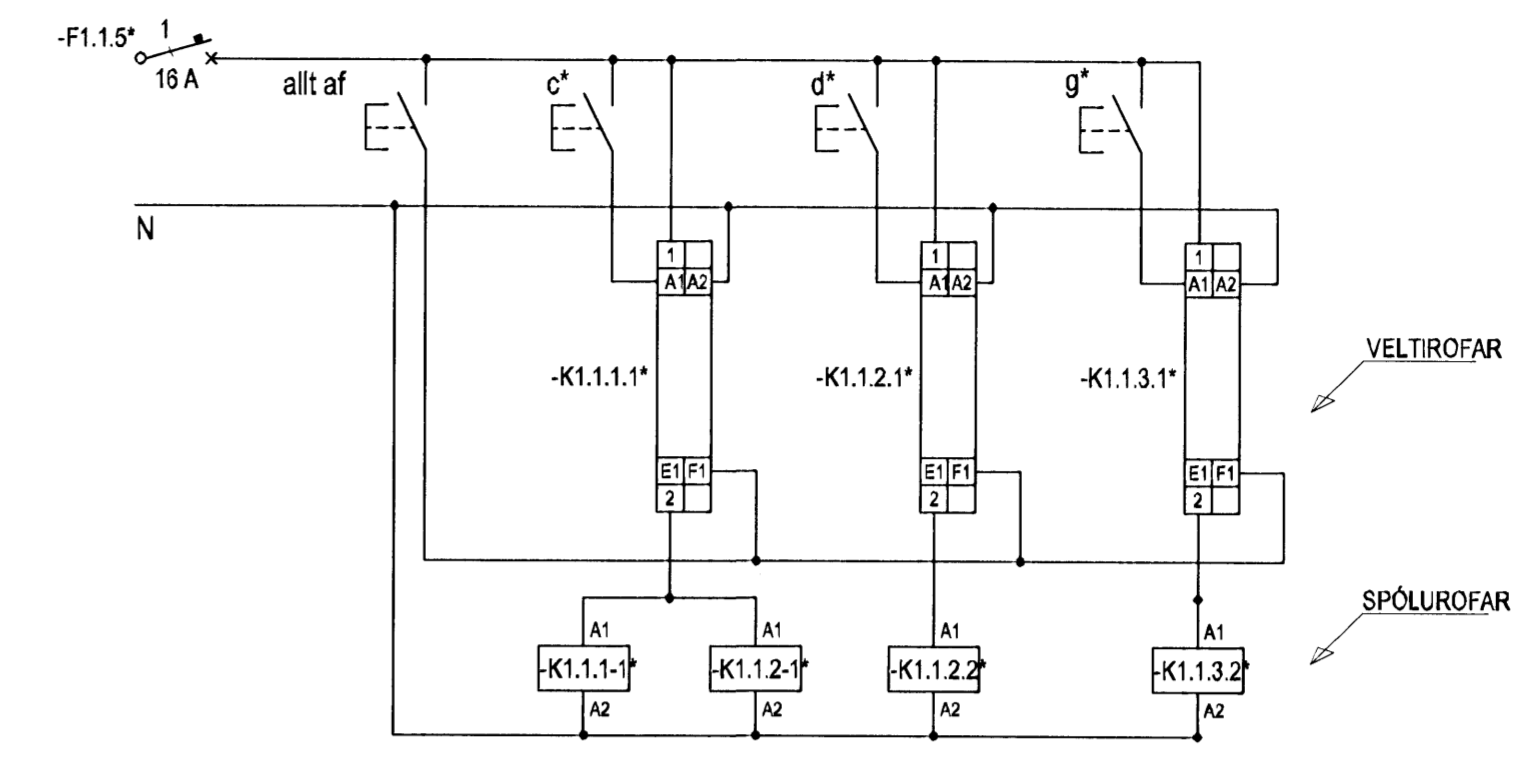 -F1.1.5*
1
16 A
allt af
c*
d*
g*
N
1
A1 A2
1
A1 A2
1
A1 A2
-K1.1.1.1*
-K1.1.2.1*
-K1.1.3.1*
VELTIROFAR
E1 F1
2
E1 F1
2
E1 F1
2
SPÓLUROFAR
A1
A1
A1
A1
-K1.1.1-1*
-K1.1.2-1*
-K1.1.2.2*
-K1.1.3.2*
A2
A2
A2
A2